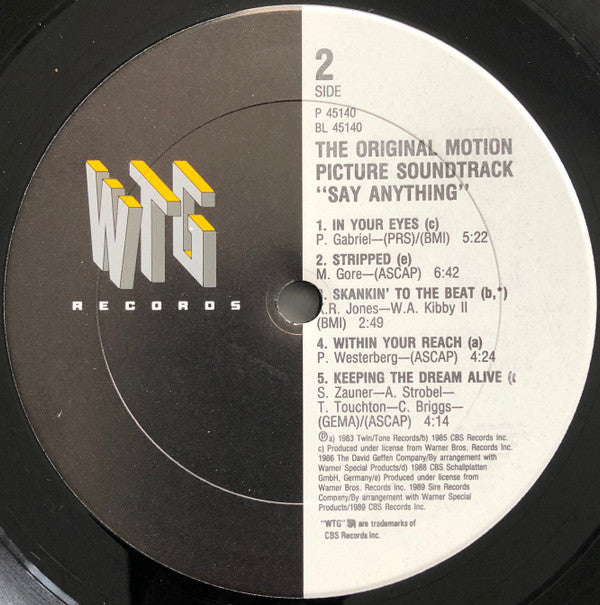 WTG
RECORDS
2
SIDE
P 45140
BL 45140
THE ORIGINAL MOTION
PICTURE SOUNDTRACK
"SAY ANYTHING"
1. IN YOUR EYES (c)
P. Gabriel—(PRS)/(BMI) 5:22
2. STRIPPED (e)
M. Gore—(ASCAP) 6:42
. SKANKIN' TO THE BEAT (b,*)
.R. Jones—W.A. Kibby II
(BMI) 2:49
4. WITHIN YOUR REACH (a)
P. Westerberg—(ASCAP) 4:24
5. KEEPING THE DREAM ALIVE (
S. Zauner—A. Strobel—
T. Touchton—C. Briggs—
(GEMA)/(ASCAP) 4:14
℗a) 1983 Twin/Tone Records/b) 1985 CBS Records Inc.
c) Produced under license from Warner Bros. Records Inc.
1986 The David Geffen Company/By arrangement with
Warner Special Products/d) 1988 CBS Schallplatten
GmbH, Germany/e) Produced under license from
Warner Bros. Records Inc. 1989 Sire Records
Company/By arrangement with Warner Special
Products/1989 CBS Records Inc.
"WTG" WTG are trademarks of
CBS Records Inc.